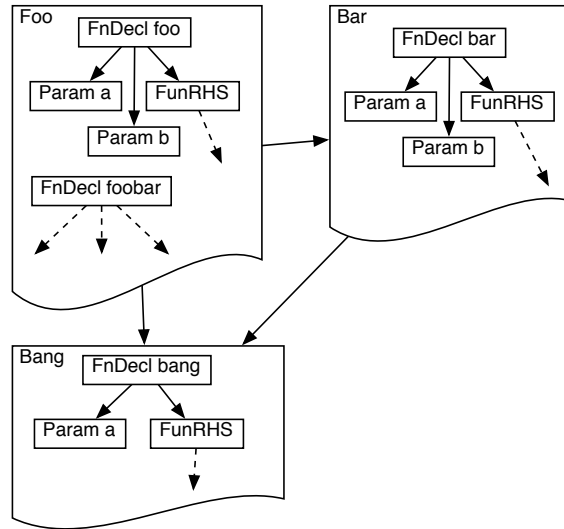 Foo
FnDecl foo
Param a
FunRHS
Param b
FnDecl foobar
Bar
FnDecl bar
Param a
FunRHS
Param b
Bang
FnDecl bang
Param a
FunRHS